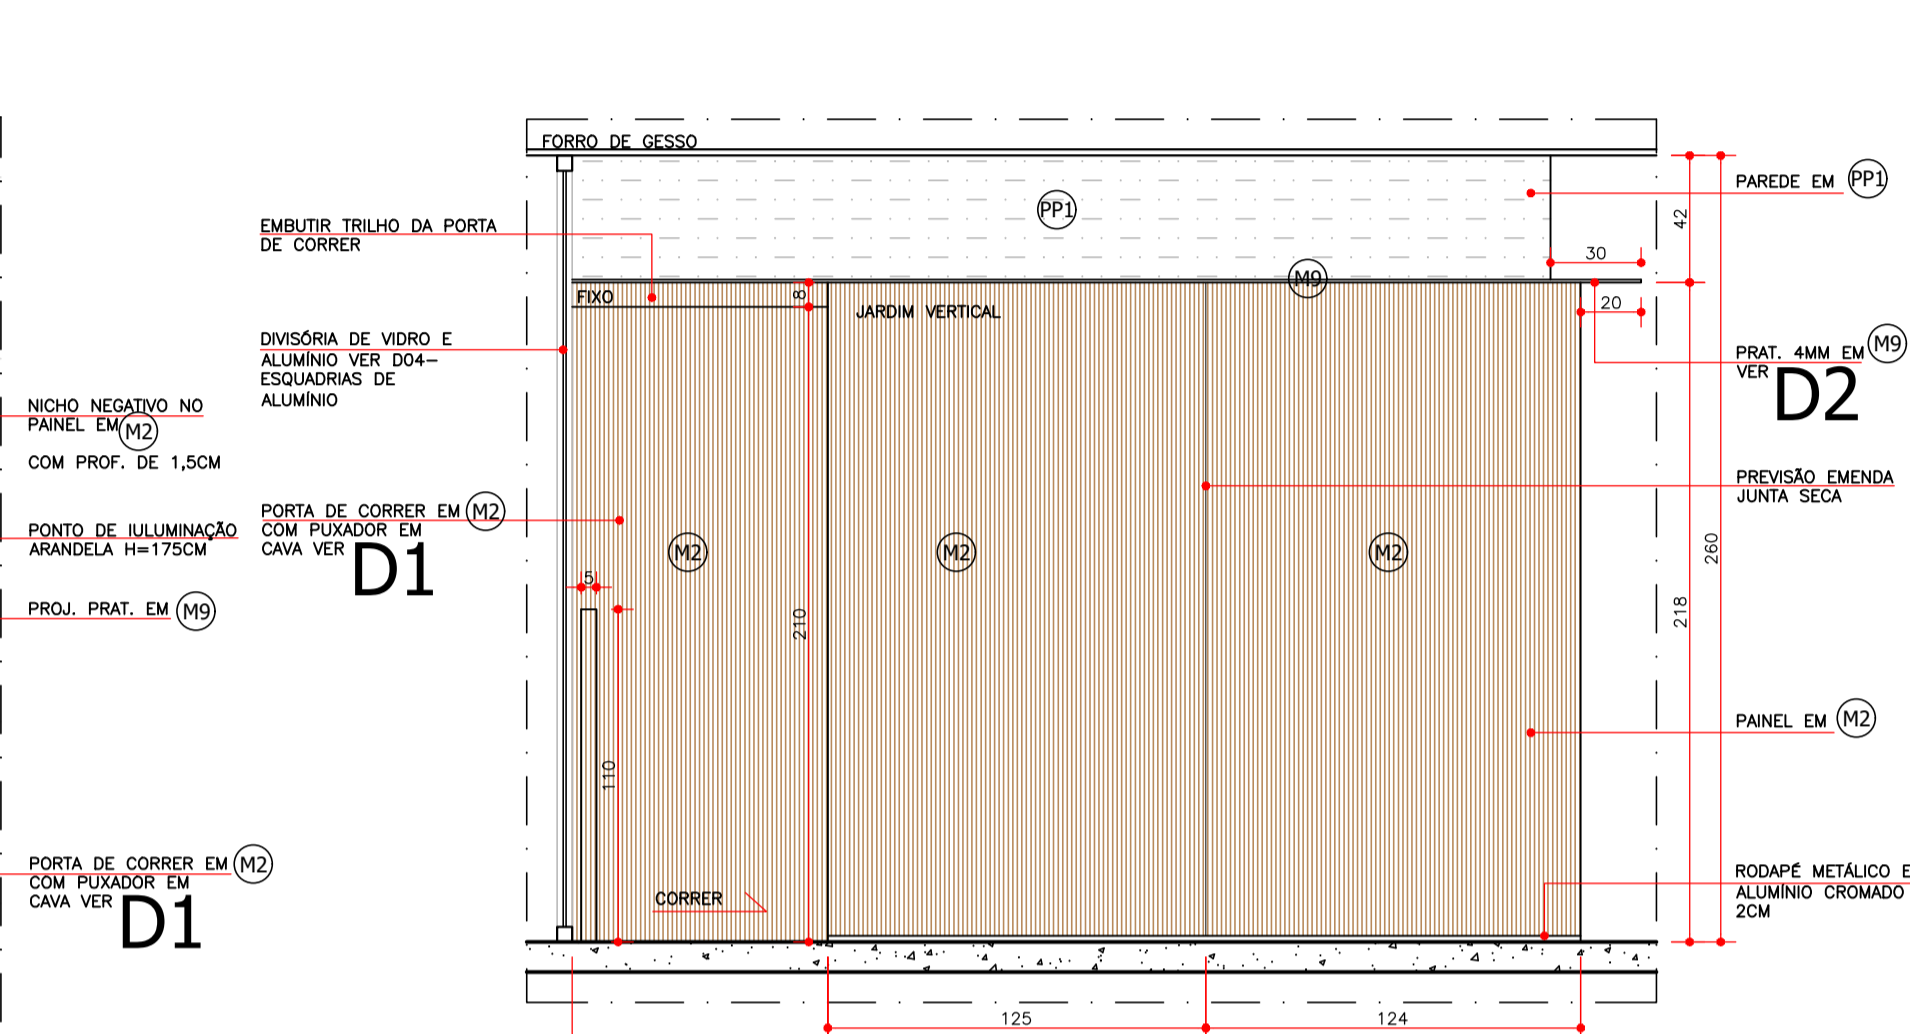 FORRO DE GESSO
PP1
PAREDE EM PP1
42
EMBUTIR TRILHO DA PORTA
DE CORRER
30
M9
FIXO
8
JARDIM VERTICAL
20
DIVISÓRIA DE VIDRO E
ALUMÍNIO VER D04-
ESQUADRIAS DE
ALUMÍNIO
PRAT. 4MM EM M9
VER D2
NICHO NEGATIVO NO
PAINEL EM M2
COM PROF. DE 1,5CM
PREVISÃO EMENDA
JUNTA SECA
PORTA DE CORRER EM M2
COM PUXADOR EM
CAVA VER D1
PONTO DE IULUMINAÇÃO
ARANDELA H=175CM
M2
M2
M2
260
5
PROJ. PRAT. EM M9
210
218
110
PAINEL EM M2
PORTA DE CORRER EM M2
COM PUXADOR EM
CAVA VER D1
CORRER
RODAPÉ METÁLICO E
ALUMÍNIO CROMADO
2CM
125
124